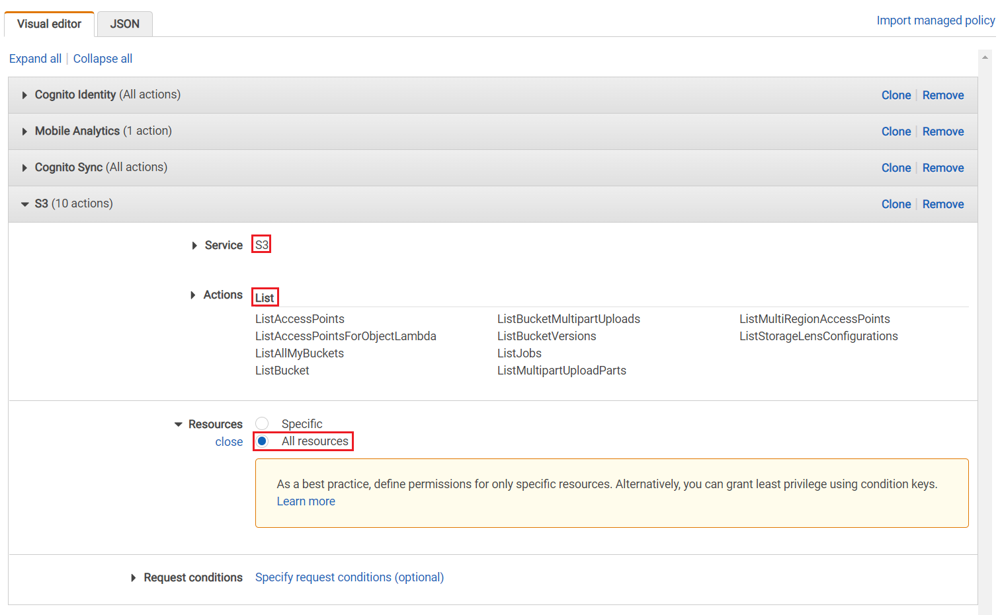 Visual editor
JSON
Import managed policy
Expand all | Collapse all
Cognito Identity (All actions)
Clone | Remove
Mobile Analytics (1 action)
Clone | Remove
Cognito Sync (All actions)
Clone | Remove
S3 (10 actions)
Clone | Remove
Service
S3
Actions
List
ListAccessPoints
ListAccessPointsForObjectLambda
ListAllMyBuckets
ListBucket
ListBucketMultipartUploads
ListBucketVersions
ListJobs
ListMultipartUploadParts
ListMultiRegionAccessPoints
ListStorageLensConfigurations
Resources
close
Specific
All resources
As a best practice, define permissions for only specific resources. Alternatively, you can grant least privilege using condition keys.
Learn more
Request conditions
Specify request conditions (optional)